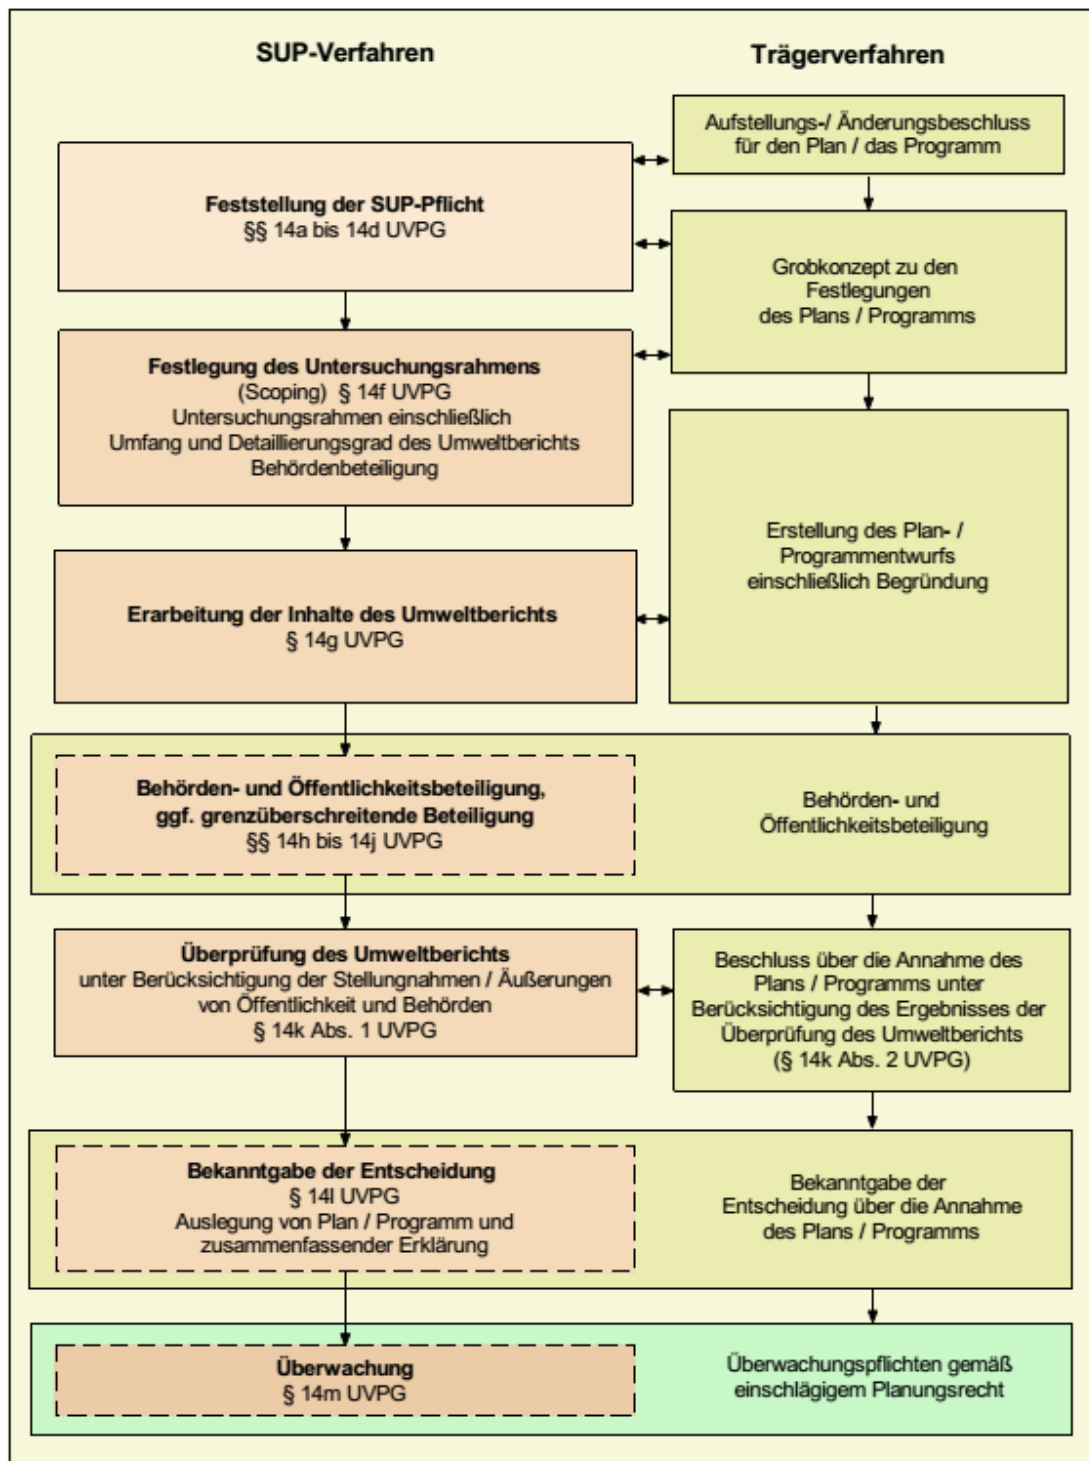 SUP-Verfahren
Trägerverfahren
Aufstellungs-/ Änderungsbeschluss
für den Plan / das Programm
Feststellung der SUP-Pflicht
§§ 14a bis 14d UVPG
Grobkonzept zu den
Festlegungen
des Plans / Programms
Festlegung des Untersuchungsrahmens
(Scoping) § 14f UVPG
Untersuchungsrahmen einschließlich
Umfang und Detaillierungsgrad des Umweltberichts
Behördenbeteiligung
Erstellung des Plan- /
Programmentwurfs
einschließlich Begründung
Erarbeitung der Inhalte des Umweltberichts
§ 14g UVPG
Behörden- und Öffentlichkeitsbeteiligung,
ggf. grenzüberschreitende Beteiligung
§§ 14h bis 14j UVPG
Behörden- und
Öffentlichkeitsbeteiligung
Überprüfung des Umweltberichts
unter Berücksichtigung der Stellungnahmen / Äußerungen
von Öffentlichkeit und Behörden
§ 14k Abs. 1 UVPG
Beschluss über die Annahme des
Plans / Programms unter
Berücksichtigung des Ergebnisses der
Überprüfung des Umweltberichts
(§ 14k Abs. 2 UVPG)
Bekanntgabe der Entscheidung
§ 14l UVPG
Auslegung von Plan / Programm und
zusammenfassender Erklärung
Bekanntgabe der
Entscheidung über die Annahme
des Plans / Programms
Überwachung
§ 14m UVPG
Überwachungspflichten gemäß
einschlägigem Planungsrecht